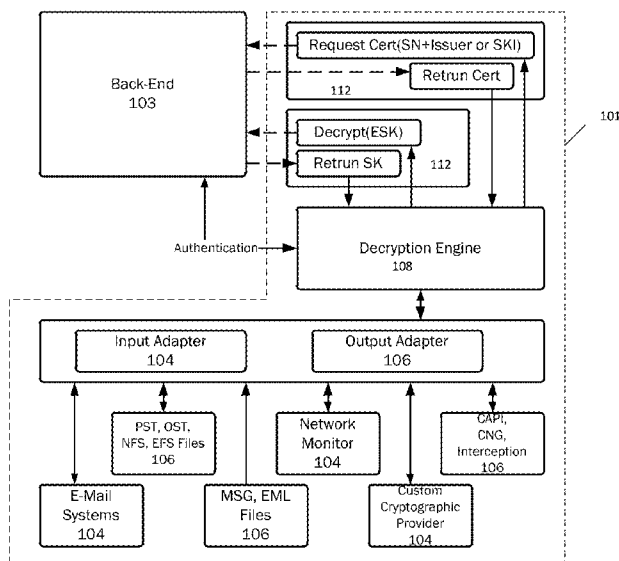 Request Cert(SN+Issuer or SKI)
Retrun Cert
112
Back-End
103
101
Decrypt(ESK)
Retrun SK
112
Authentication
Decryption Engine
108
Input Adapter
104
Output Adapter
106
PST, OST,
NFS, EFS Files
106
Network
Monitor
104
CAPI,
CNG,
Interception
106
E-Mail
Systems
104
MSG, EML
Files
106
Custom
Cryptographic
Provider
104